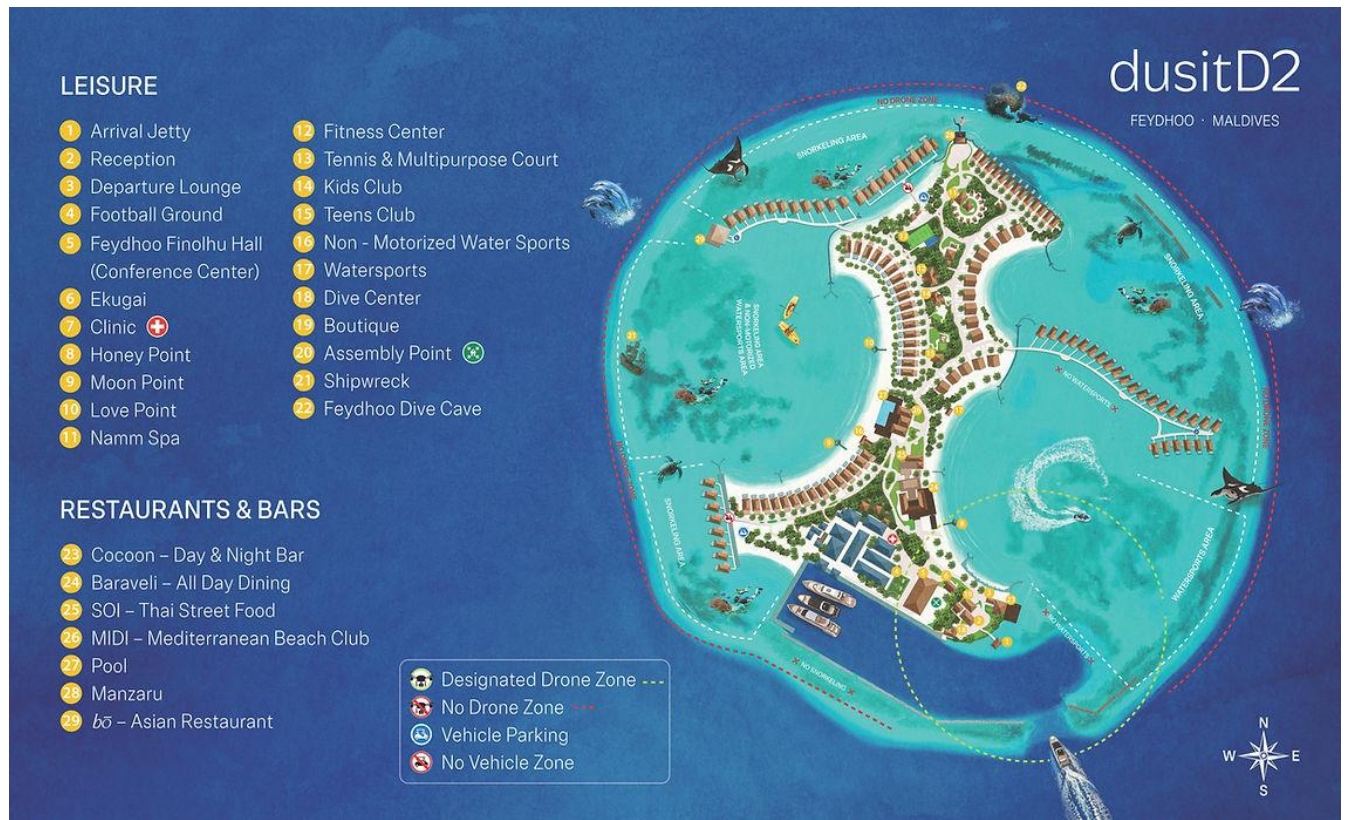 dusitD2
FEYDHOO · MALDIVES
LEISURE
1 Arrival Jetty
2 Reception
3 Departure Lounge
4 Football Ground
5 Feydhoo Finolhu Hall
(Conference Center)
6 Ekugai
7 Clinic
8 Honey Point
9 Moon Point
10 Love Point
11 Namm Spa
12 Fitness Center
13 Tennis & Multipurpose Court
14 Kids Club
15 Teens Club
16 Non - Motorized Water Sports
17 Watersports
18 Dive Center
19 Boutique
20 Assembly Point
21 Shipwreck
22 Feydhoo Dive Cave
RESTAURANTS & BARS
23 Cocoon – Day & Night Bar
24 Baraveli – All Day Dining
25 SOI – Thai Street Food
26 MIDI – Mediterranean Beach Club
27 Pool
28 Manzaru
29 bō – Asian Restaurant
Designated Drone Zone
No Drone Zone
Vehicle Parking
No Vehicle Zone
NO DRONE ZONE
SNORKELING AREA
SNORKELING AREA
SNORKELING AREA
& NON-MOTORIZED
WATERSPORTS AREA
NO WATERSPORTS
NO DRONE ZONE
SNORKELING AREA
WATERSPORTS AREA
NO WATERSPORTS
NO SNORKELING
N
W E
S